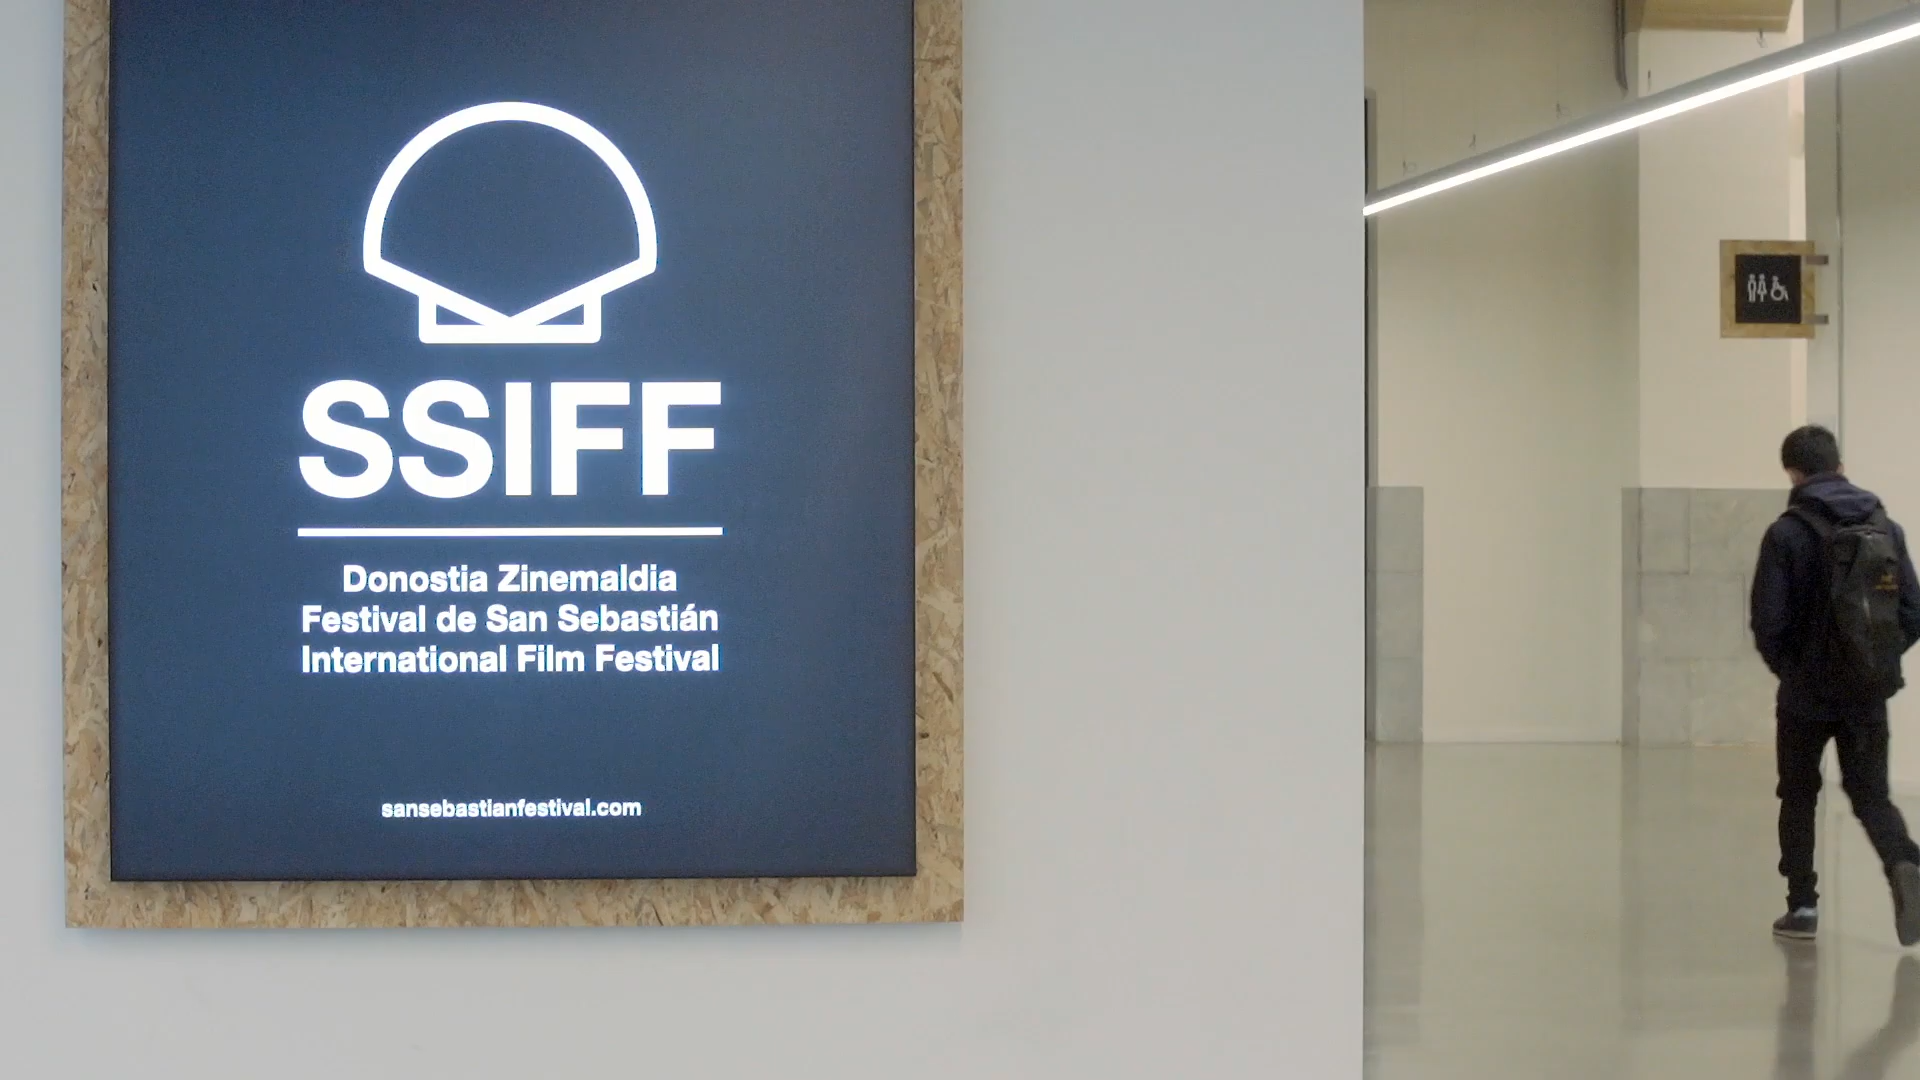 SSIFF
Donostia Zinemaldia
Festival de San Sebastián
International Film Festival
sansebastianfestival.com